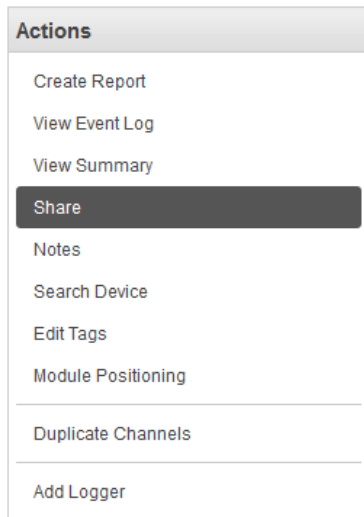 Actions
Create Report
View Event Log
View Summary
Share
Notes
Search Device
Edit Tags
Module Positioning
Duplicate Channels
Add Logger